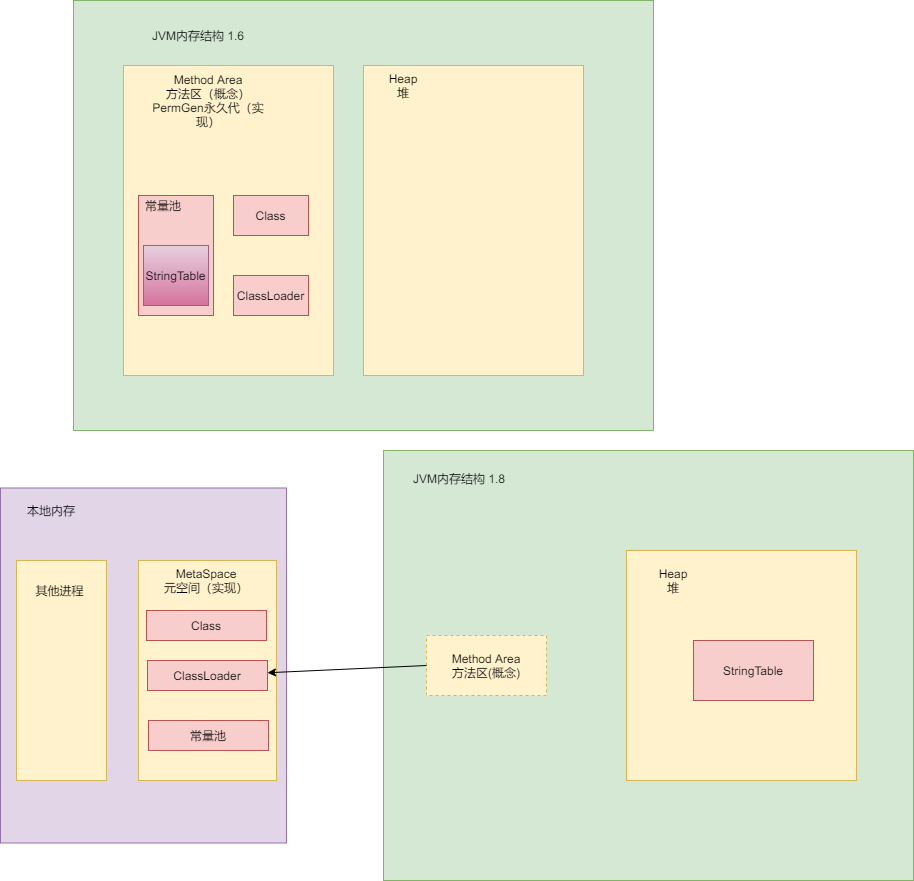 JVM内存结构 1.6
Method Area
方法区（概念）
PermGen永久代（实
现）
Heap
堆
常量池
StringTable
Class
ClassLoader
JVM内存结构 1.8
本地内存
其他进程
MetaSpace
元空间（实现）
Class
ClassLoader
常量池
Method Area
方法区(概念)
Heap
堆
StringTable